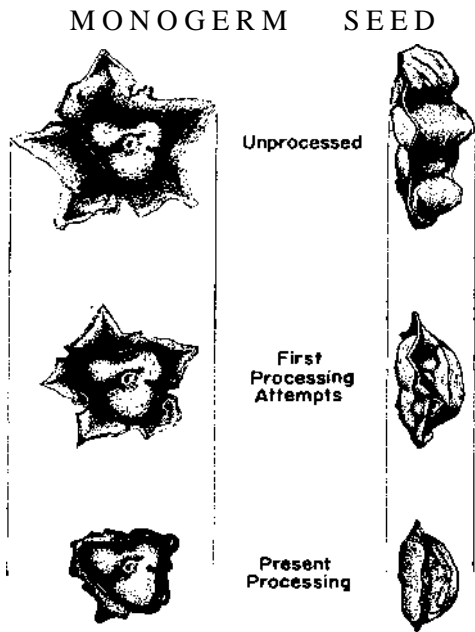 MONOGERM SEED
Unprocessed
First
Processing
Attempts
Present
Processing